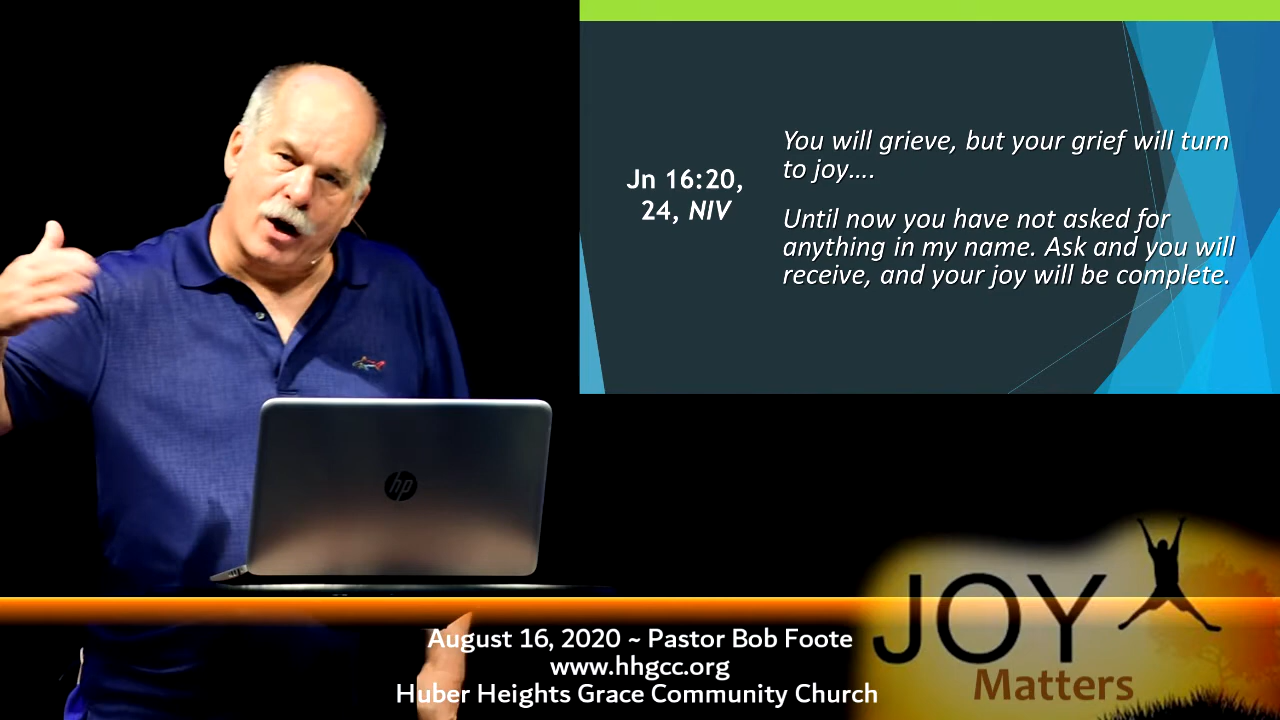 Jn 16:20,
24, NIV
You will grieve, but your grief will turn
to joy….
Until now you have not asked for
anything in my name. Ask and you will
receive, and your joy will be complete.
hp
August 16, 2020 ~ Pastor Bob Foote
www.hhgcc.org
Huber Heights Grace Community Church
JOY
Matters